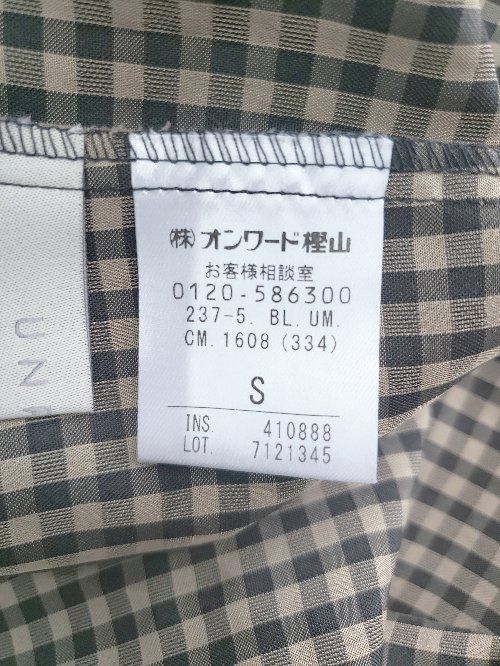 ㈱オンワード樫山
お客様相談室
0120-586300
237-5. BL. UM.
CM. 1608 (334)
S
INS. 410888
LOT. 7121345
UN